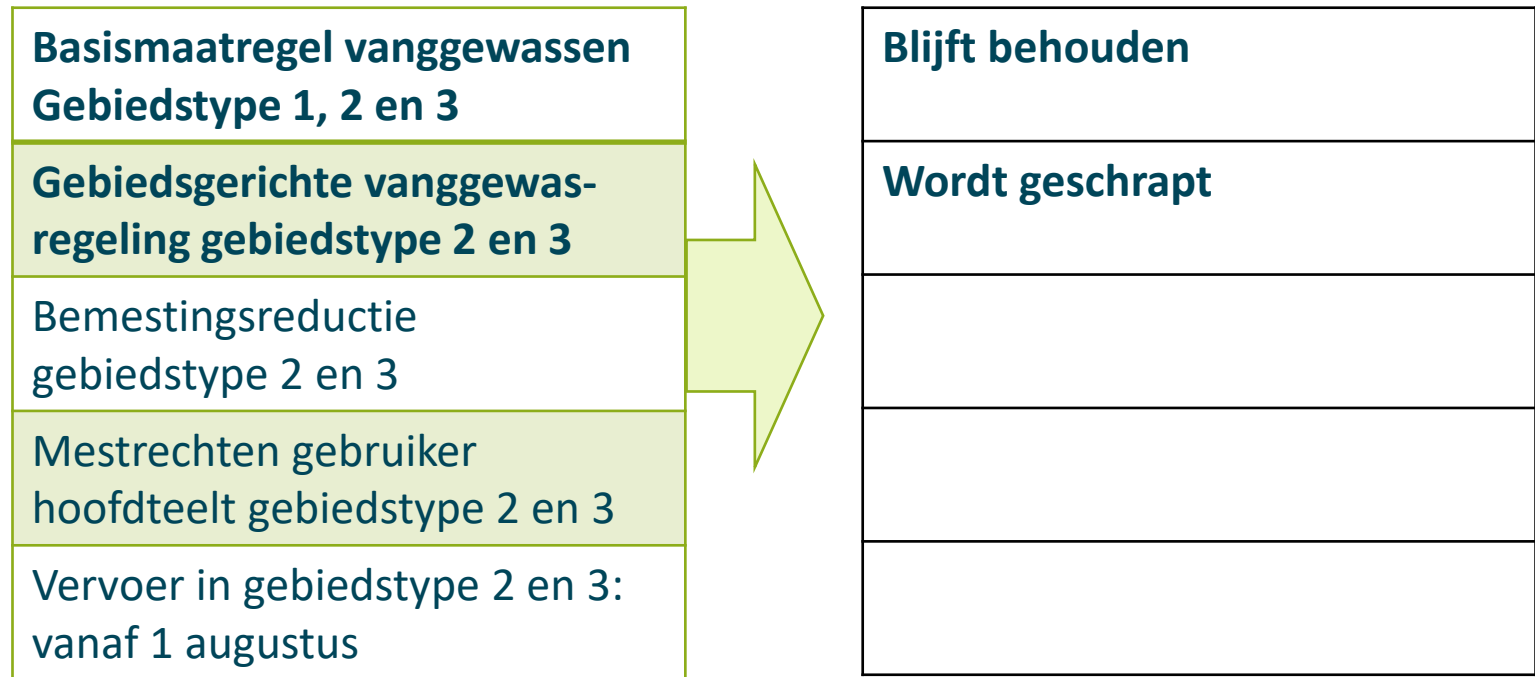 Basismaatregel vanggewassen
Gebiedstype 1, 2 en 3
Blijft behouden
Gebiedsgerichte vanggewas-
regeling gebiedstype 2 en 3
Wordt geschrapt
Bemestingsreductie
gebiedstype 2 en 3
Mestrechten gebruiker
hoofdteelt gebiedstype 2 en 3
Vervoer in gebiedstype 2 en 3:
vanaf 1 augustus